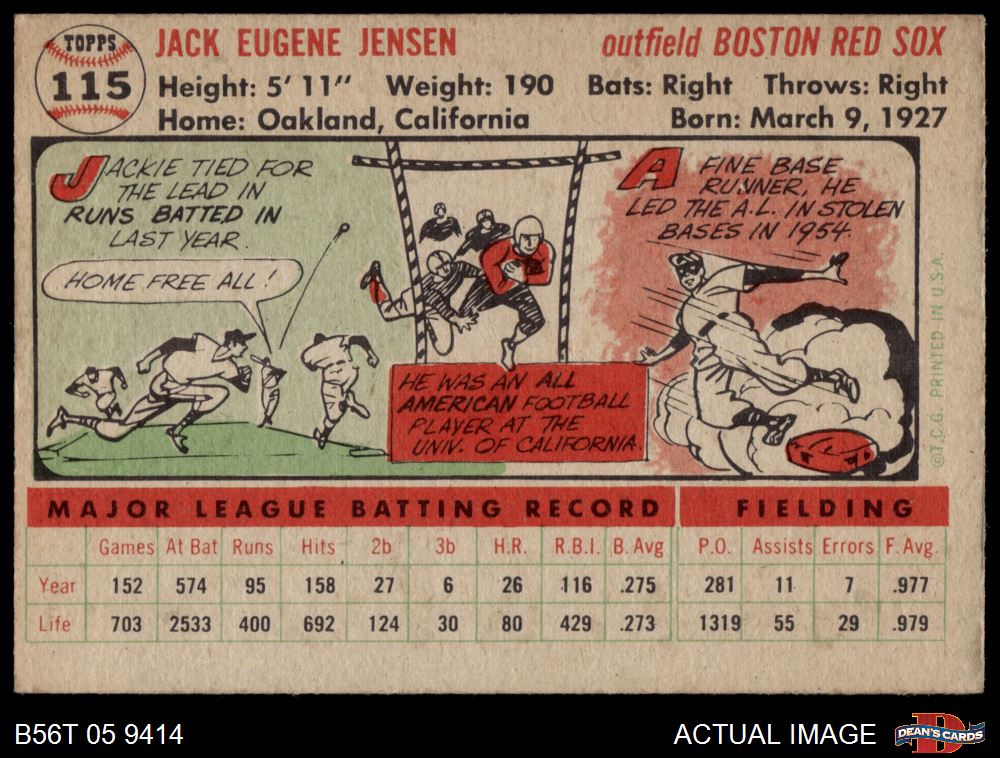 TOPPS
115
JACK EUGENE JENSEN
outfield BOSTON RED SOX
Height: 5' 11" Weight: 190 Bats: Right Throws: Right
Home: Oakland, California Born: March 9, 1927
JACKIE TIED FOR
THE LEAD IN
RUNS BATTED IN
LAST YEAR.
HOME FREE ALL!
HE WAS AN ALL
AMERICAN FOOTBALL
PLAYER AT THE
UNIV. OF CALIFORNIA
A FINE BASE
RUNNER, HE
LED THE A.L. IN STOLEN
BASES IN 1954.
©T.C.G. PRINTED IN U.S.A.
MAJOR LEAGUE BATTING RECORD FIELDING
Games At Bat Runs Hits 2b 3b H.R. R.B.I. B. Avg P.O. Assists Errors F. Avg.
Year 152 574 95 158 27 6 26 116 .275 281 11 7 .977
Life 703 2533 400 692 124 30 80 429 .273 1319 55 29 .979
B56T 05 9414 ACTUAL IMAGE DEAN'S CARDS